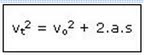 vₜ² = vₒ² + 2.a.s